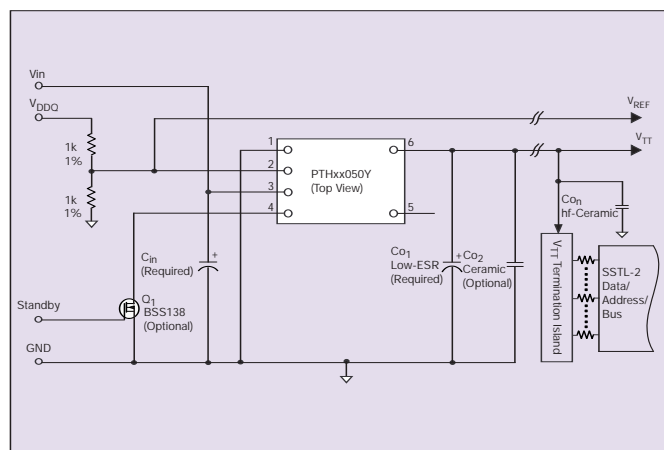 Vin
VDDQ
1k
1%
1k
1%
1
2
3
4
PTHxx050Y
(Top View)
6
5
VREF
VTT
Cin
(Required)
+
Co1
Low-ESR
(Required)
+
Co2
Ceramic
(Optional)
Con
hf-Ceramic
VTT Termination Island
SSTL-2
Data/
Address/
Bus
Standby
Q1
BSS138
(Optional)
GND